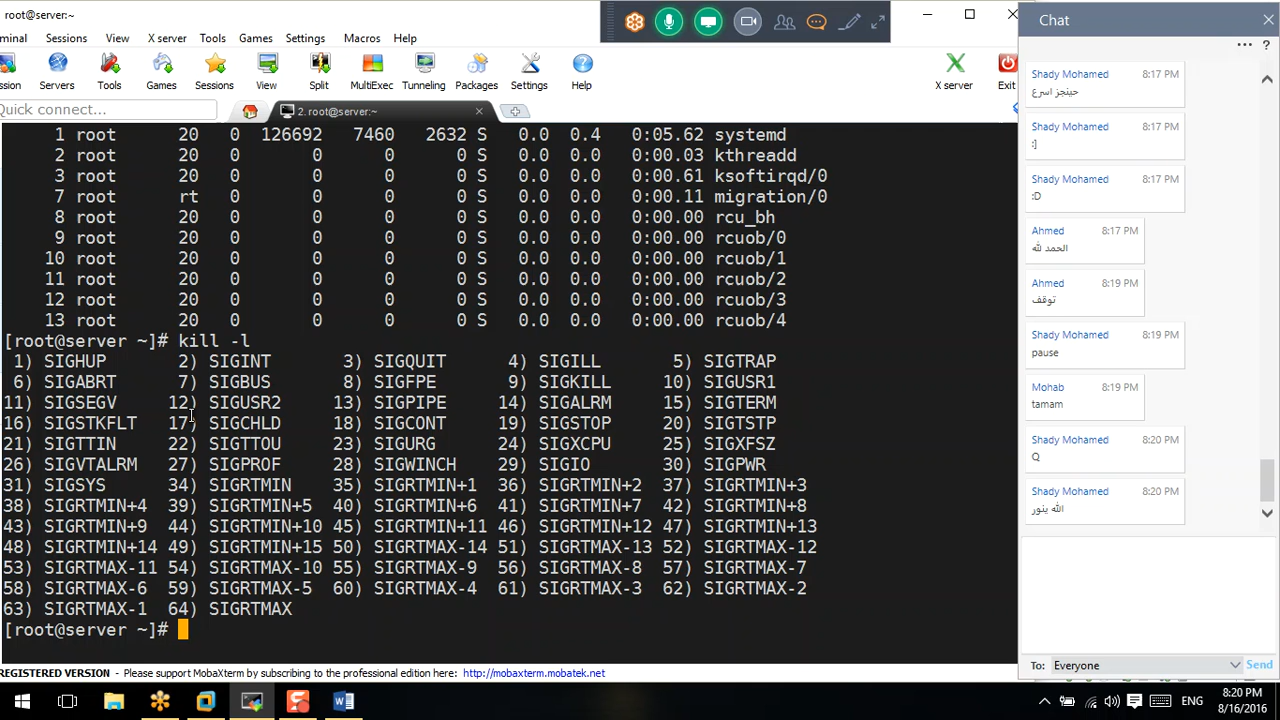 root@server:~
minal Sessions View X server Tools Games Settings Macros Help
ssion Servers Tools Games Sessions View Split MultiExec Tunneling Packages Settings Help X server Exit
Quick connect...
2. root@server:~
1 root 20 0 126692 7460 2632 S 0.0 0.4 0:05.62 systemd
2 root 20 0 0 0 0 S 0.0 0.0 0:00.03 kthreadd
3 root 20 0 0 0 0 S 0.0 0.0 0:00.61 ksoftirqd/0
7 root rt 0 0 0 0 S 0.0 0.0 0:00.11 migration/0
8 root 20 0 0 0 0 S 0.0 0.0 0:00.00 rcu_bh
9 root 20 0 0 0 0 S 0.0 0.0 0:00.00 rcuob/0
10 root 20 0 0 0 0 S 0.0 0.0 0:00.00 rcuob/1
11 root 20 0 0 0 0 S 0.0 0.0 0:00.00 rcuob/2
12 root 20 0 0 0 0 S 0.0 0.0 0:00.00 rcuob/3
13 root 20 0 0 0 0 S 0.0 0.0 0:00.00 rcuob/4
[root@server ~]# kill -l
1) SIGHUP 2) SIGINT 3) SIGQUIT 4) SIGILL 5) SIGTRAP
6) SIGABRT 7) SIGBUS 8) SIGFPE 9) SIGKILL 10) SIGUSR1
11) SIGSEGV 12) SIGUSR2 13) SIGPIPE 14) SIGALRM 15) SIGTERM
16) SIGSTKFLT 17) SIGCHLD 18) SIGCONT 19) SIGSTOP 20) SIGTSTP
21) SIGTTIN 22) SIGTTOU 23) SIGURG 24) SIGXCPU 25) SIGXFSZ
26) SIGVTALRM 27) SIGPROF 28) SIGWINCH 29) SIGIO 30) SIGPWR
31) SIGSYS 34) SIGRTMIN 35) SIGRTMIN+1 36) SIGRTMIN+2 37) SIGRTMIN+3
38) SIGRTMIN+4 39) SIGRTMIN+5 40) SIGRTMIN+6 41) SIGRTMIN+7 42) SIGRTMIN+8
43) SIGRTMIN+9 44) SIGRTMIN+10 45) SIGRTMIN+11 46) SIGRTMIN+12 47) SIGRTMIN+13
48) SIGRTMIN+14 49) SIGRTMIN+15 50) SIGRTMAX-14 51) SIGRTMAX-13 52) SIGRTMAX-12
53) SIGRTMAX-11 54) SIGRTMAX-10 55) SIGRTMAX-9 56) SIGRTMAX-8 57) SIGRTMAX-7
58) SIGRTMAX-6 59) SIGRTMAX-5 60) SIGRTMAX-4 61) SIGRTMAX-3 62) SIGRTMAX-2
63) SIGRTMAX-1 64) SIGRTMAX
[root@server ~]#
REGISTERED VERSION - Please support MobaXterm by subscribing to the professional edition here: http://mobaxterm.mobatek.net
Chat
Shady Mohamed 8:17 PM
حينجز اسرع
Shady Mohamed 8:17 PM
:]
Shady Mohamed 8:17 PM
:D
Ahmed 8:17 PM
الحمد لله
Ahmed 8:19 PM
توقف
Shady Mohamed 8:19 PM
pause
Mohab 8:19 PM
tamam
Shady Mohamed 8:20 PM
Q
Shady Mohamed 8:20 PM
الله ينور
To: Everyone Send
ENG
8:20 PM
8/16/2016